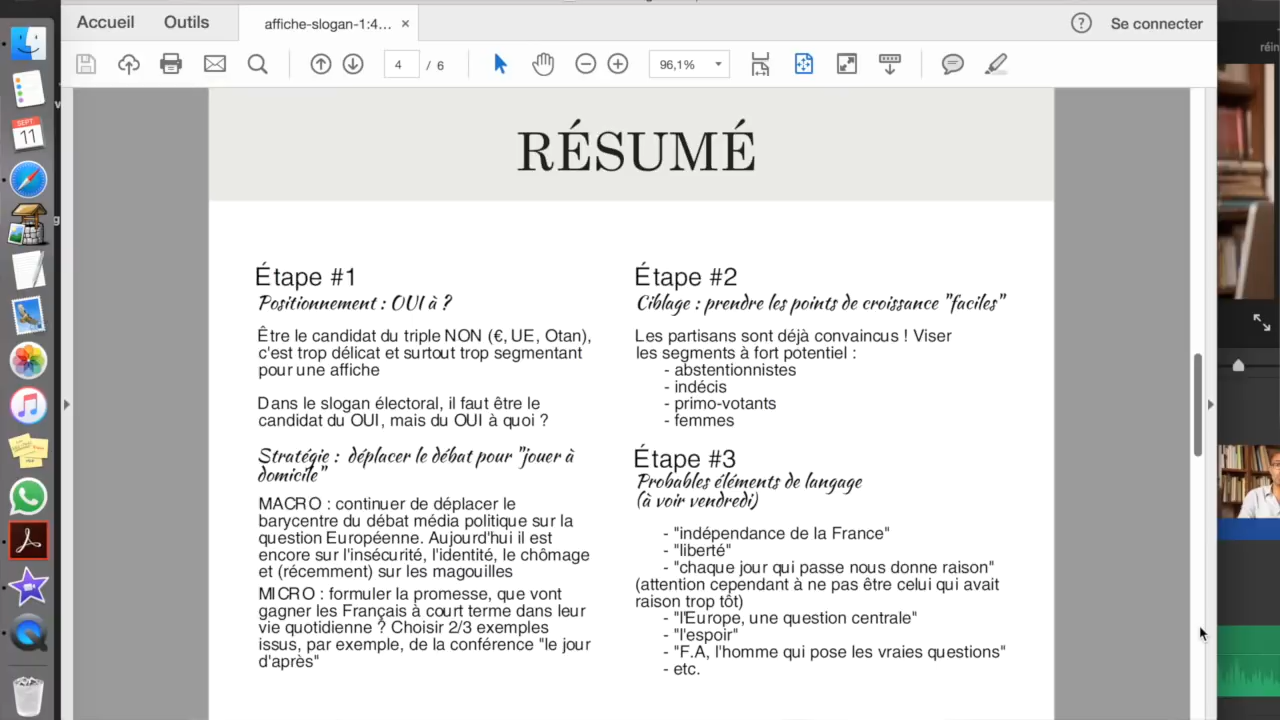 Accueil
Outils
affiche-slogan-1:4... ×
? Se connecter
4 / 6
96,1%
réin
SEPT.
11
RÉSUMÉ
Étape #1
Positionnement : OUI à ?
Être le candidat du triple NON (€, UE, Otan),
c'est trop délicat et surtout trop segmentant
pour une affiche
Dans le slogan électoral, il faut être le
candidat du OUI, mais du OUI à quoi ?
Stratégie : déplacer le débat pour "jouer à
domicile"
MACRO : continuer de déplacer le
barycentre du débat média politique sur la
question Européenne. Aujourd'hui il est
encore sur l'insécurité, l'identité, le chômage
et (récemment) sur les magouilles
MICRO : formuler la promesse, que vont
gagner les Français à court terme dans leur
vie quotidienne ? Choisir 2/3 exemples
issus, par exemple, de la conférence "le jour
d'après"
Étape #2
Ciblage : prendre les points de croissance "faciles"
Les partisans sont déjà convaincus ! Viser
les segments à fort potentiel :
- abstentionnistes
- indécis
- primo-votants
- femmes
Étape #3
Probables éléments de langage
(à voir vendredi)
- "indépendance de la France"
- "liberté"
- "chaque jour qui passe nous donne raison"
(attention cependant à ne pas être celui qui avait
raison trop tôt)
- "l'Europe, une question centrale"
- "l'espoir"
- "F.A, l'homme qui pose les vraies questions"
- etc.